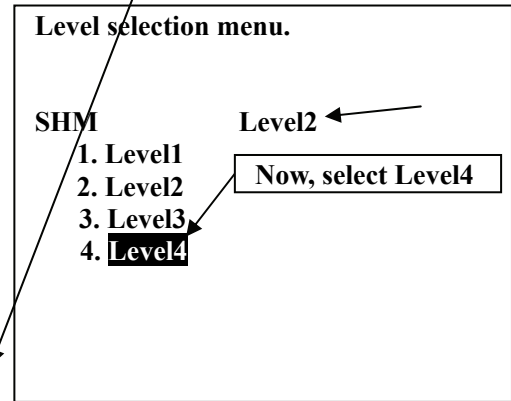 Level selection menu.
SHM Level2
1. Level1
Now, select Level4
2. Level2
3. Level3
4. Level4